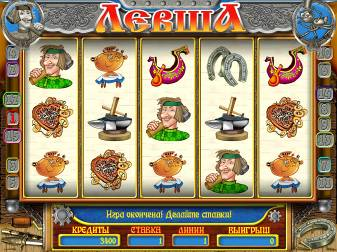 ЛЕВША
Игра окончена! Делайте ставки!
КРЕДИТЫ СТАВКА ЛИНИИ ВЫИГРЫШ
3400 1 1 0